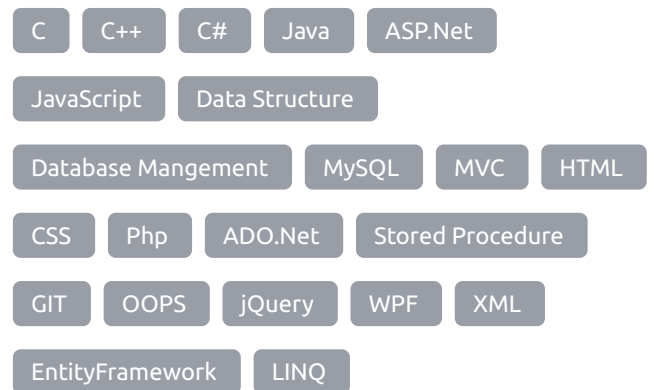 C C++ C# Java ASP.Net
JavaScript Data Structure
Database Mangement MySQL MVC HTML
CSS Php ADO.Net Stored Procedure
GIT OOPS jQuery WPF XML
EntityFramework LINQ